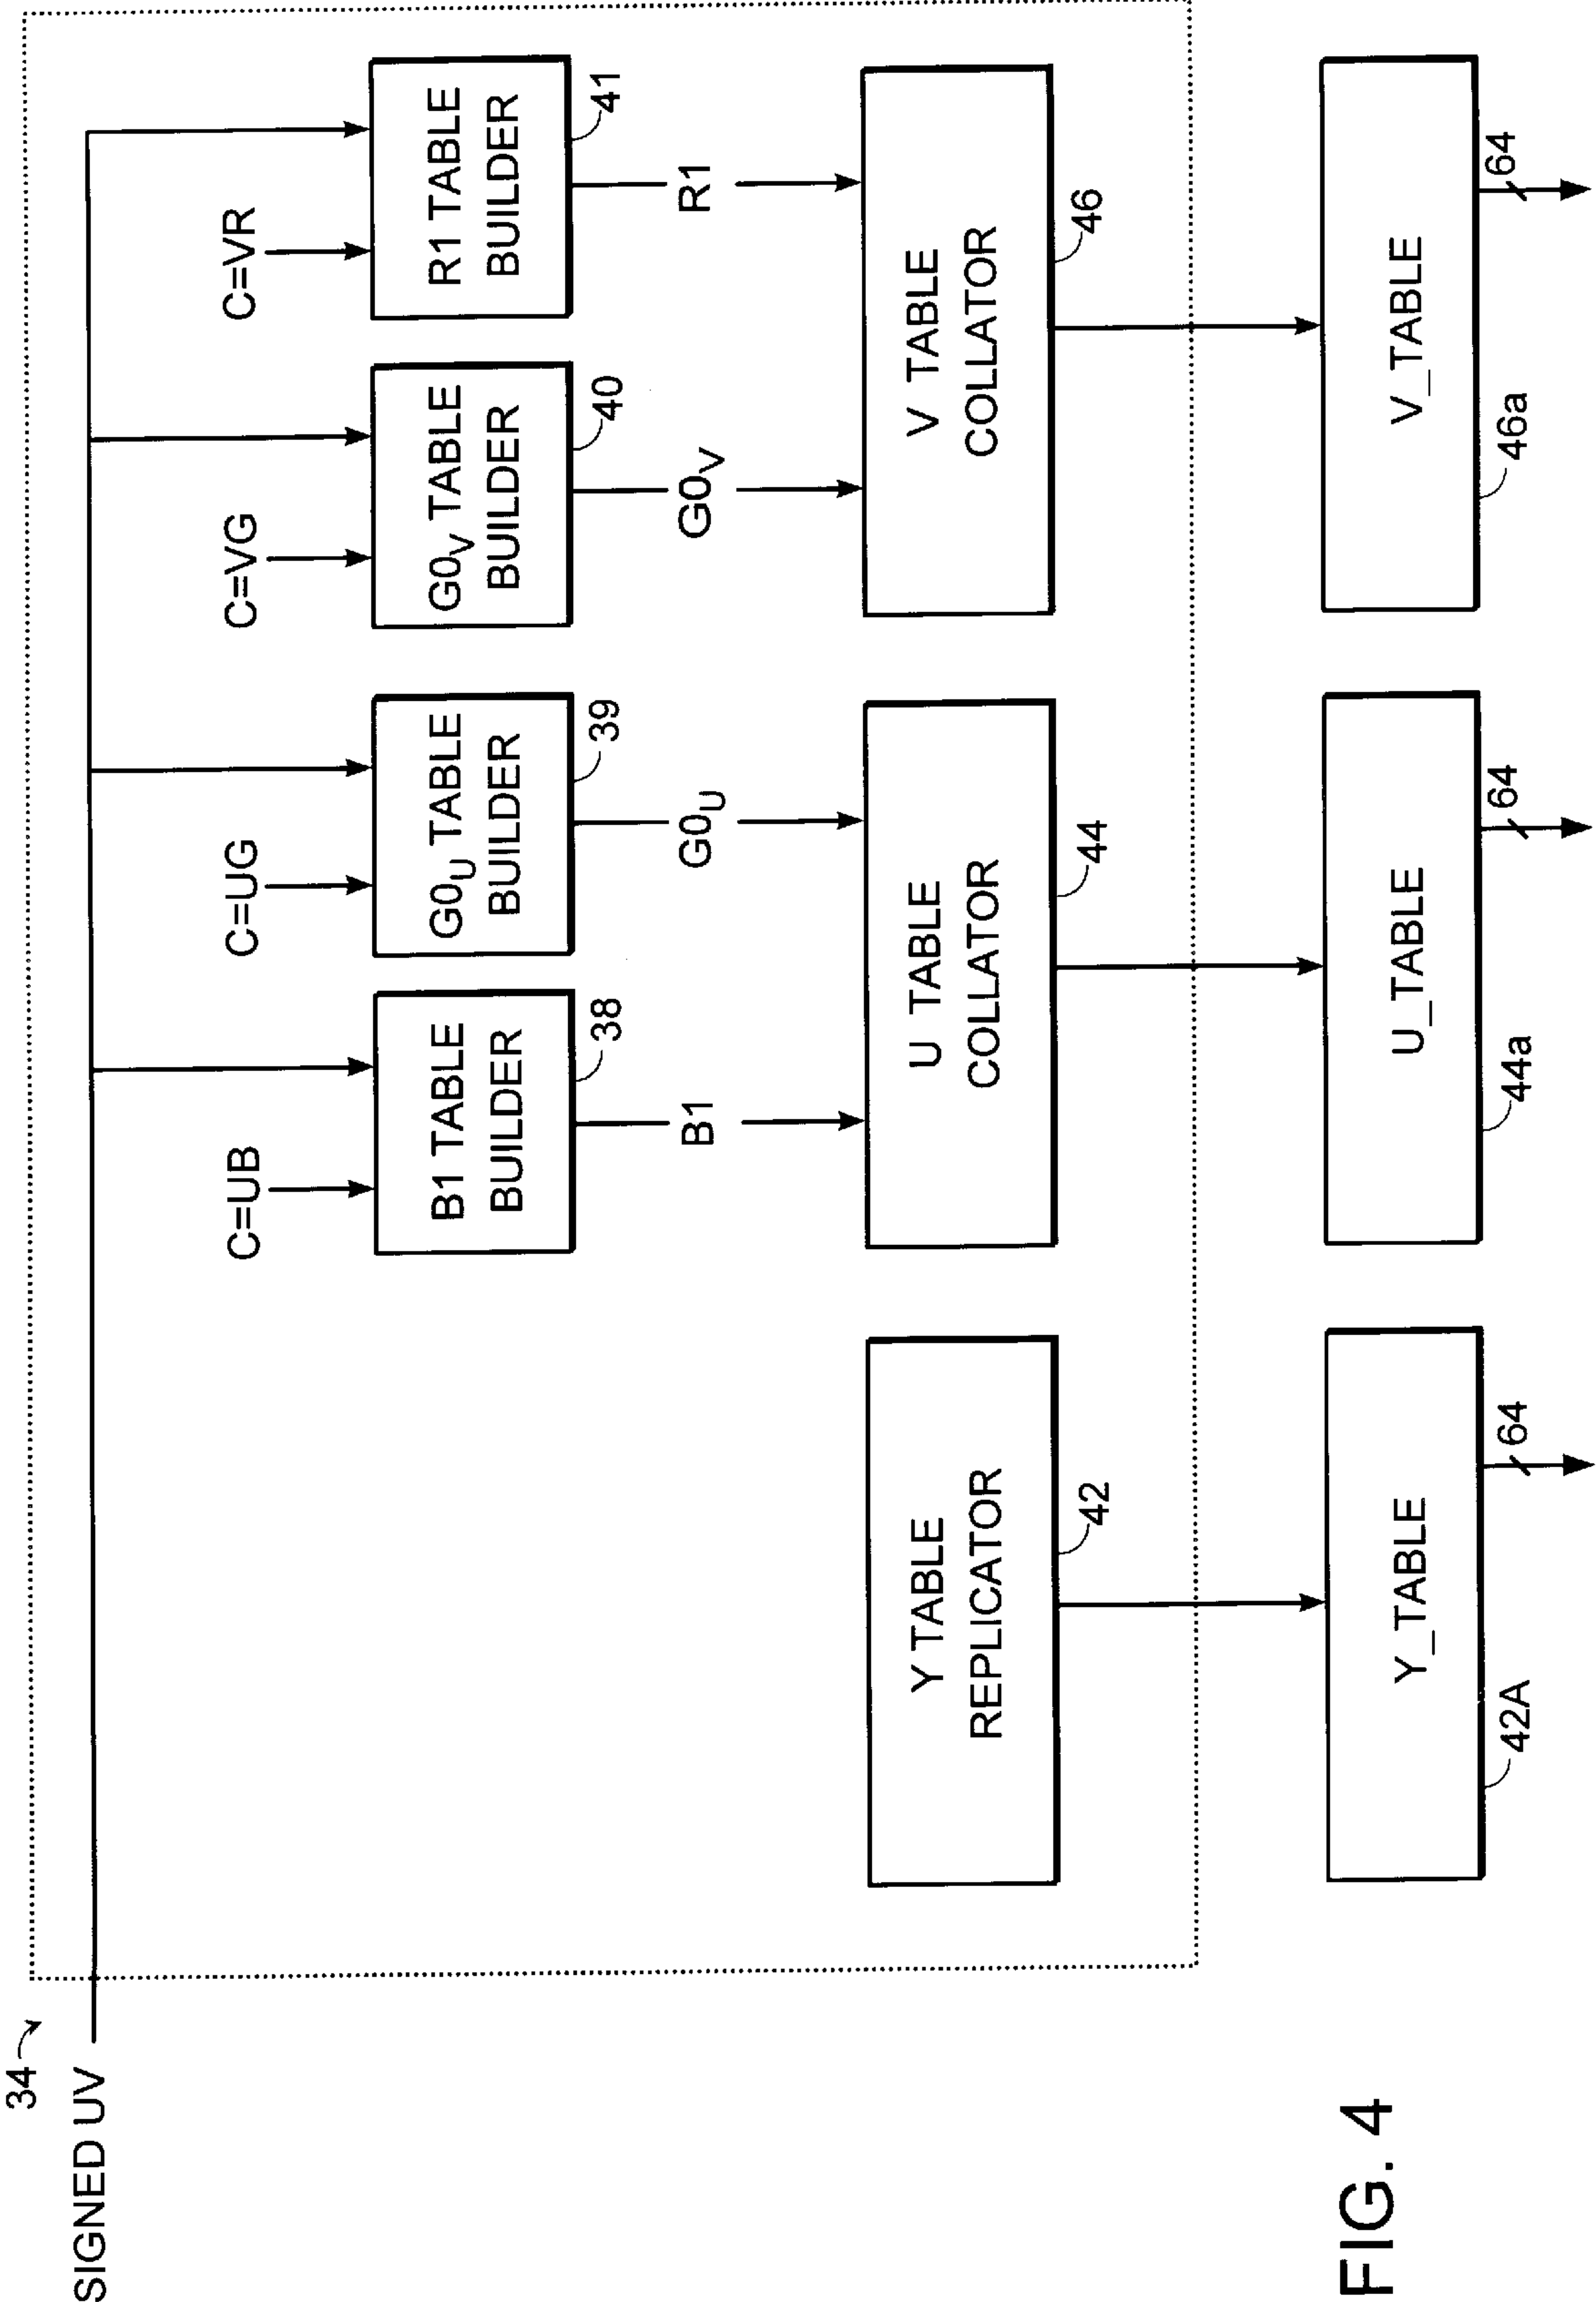 34
SIGNED UV
C=UB
C=UG
C=VG
C=VR
B1 TABLE
BUILDER
38
G0U TABLE
BUILDER
39
G0V TABLE
BUILDER
40
R1 TABLE
BUILDER
41
B1
G0U
G0V
R1
Y TABLE
REPLICATOR
42
U TABLE
COLLATOR
44
V TABLE
COLLATOR
46
Y_TABLE
42A
64
U_TABLE
44a
64
V_TABLE
46a
64
FIG. 4